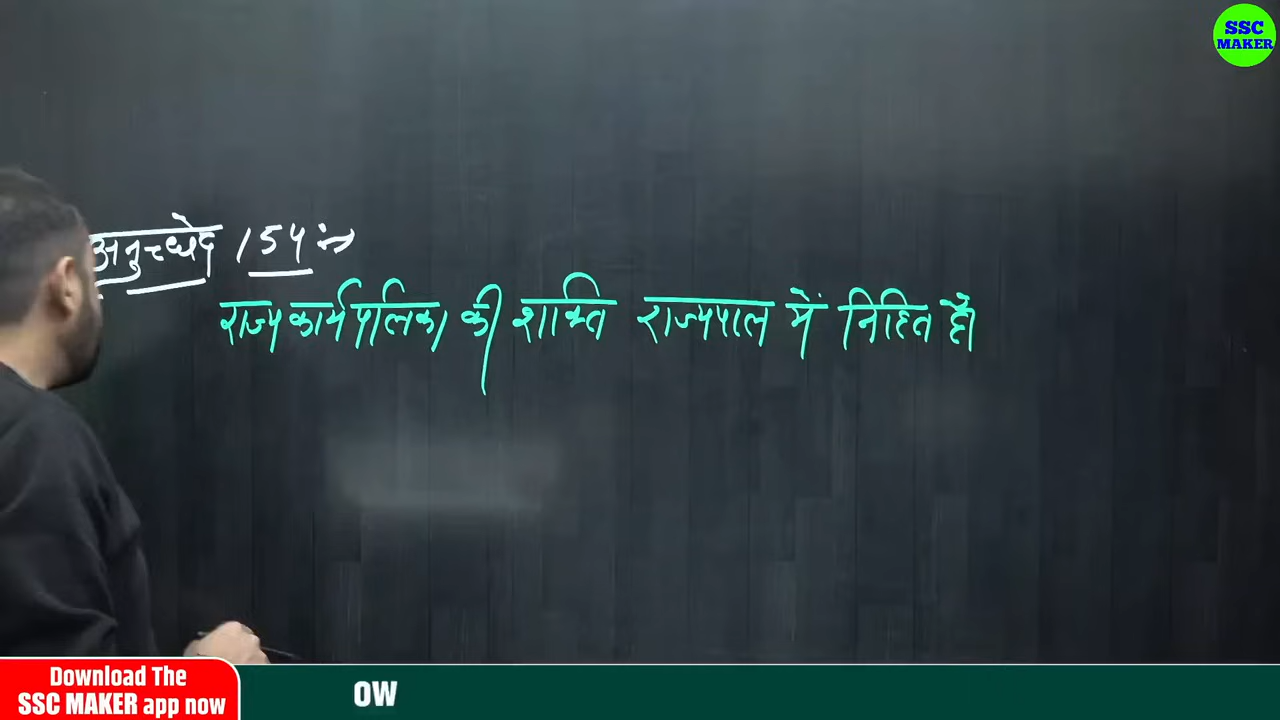 SSC
MAKER
अनुच्छेद 154 :→
राज्य कार्यपालिका की शक्ति राज्यपाल में निहित है।
Download The
SSC MAKER app now
OW